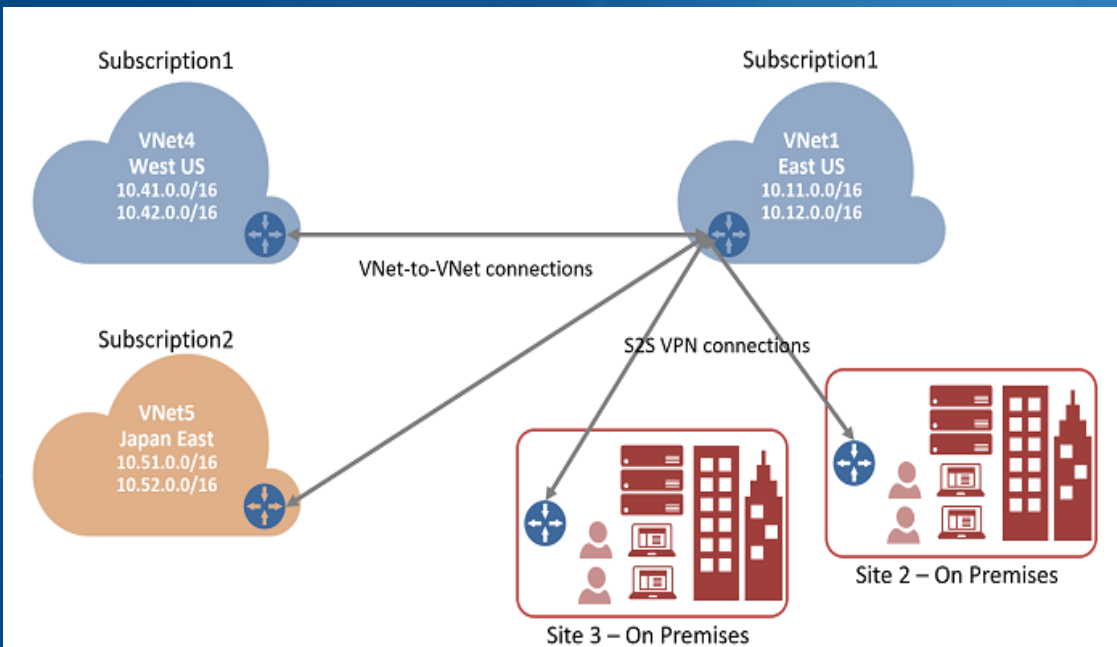 Subscription1
VNet4
West US
10.41.0.0/16
10.42.0.0/16
Subscription1
VNet1
East US
10.11.0.0/16
10.12.0.0/16
VNet-to-VNet connections
Subscription2
VNet5
Japan East
10.51.0.0/16
10.52.0.0/16
S2S VPN connections
Site 2 – On Premises
Site 3 – On Premises